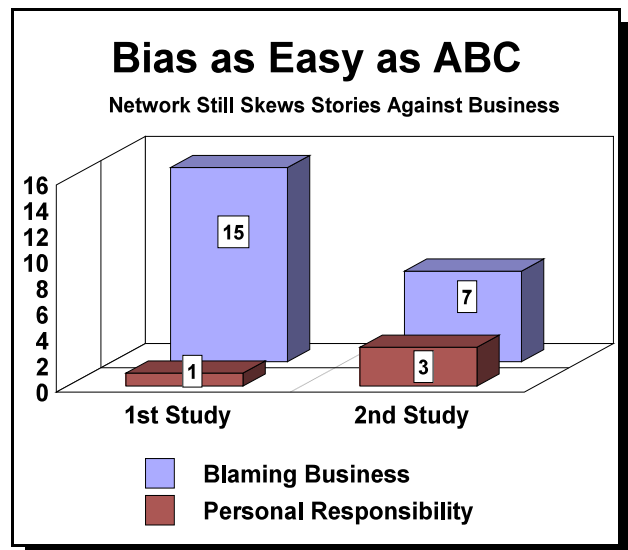 Bias as Easy as ABC
Network Still Skews Stories Against Business
16
14
12
10
8
6
4
2
0
15
7
1
3
1st Study
2nd Study
Blaming Business
Personal Responsibility